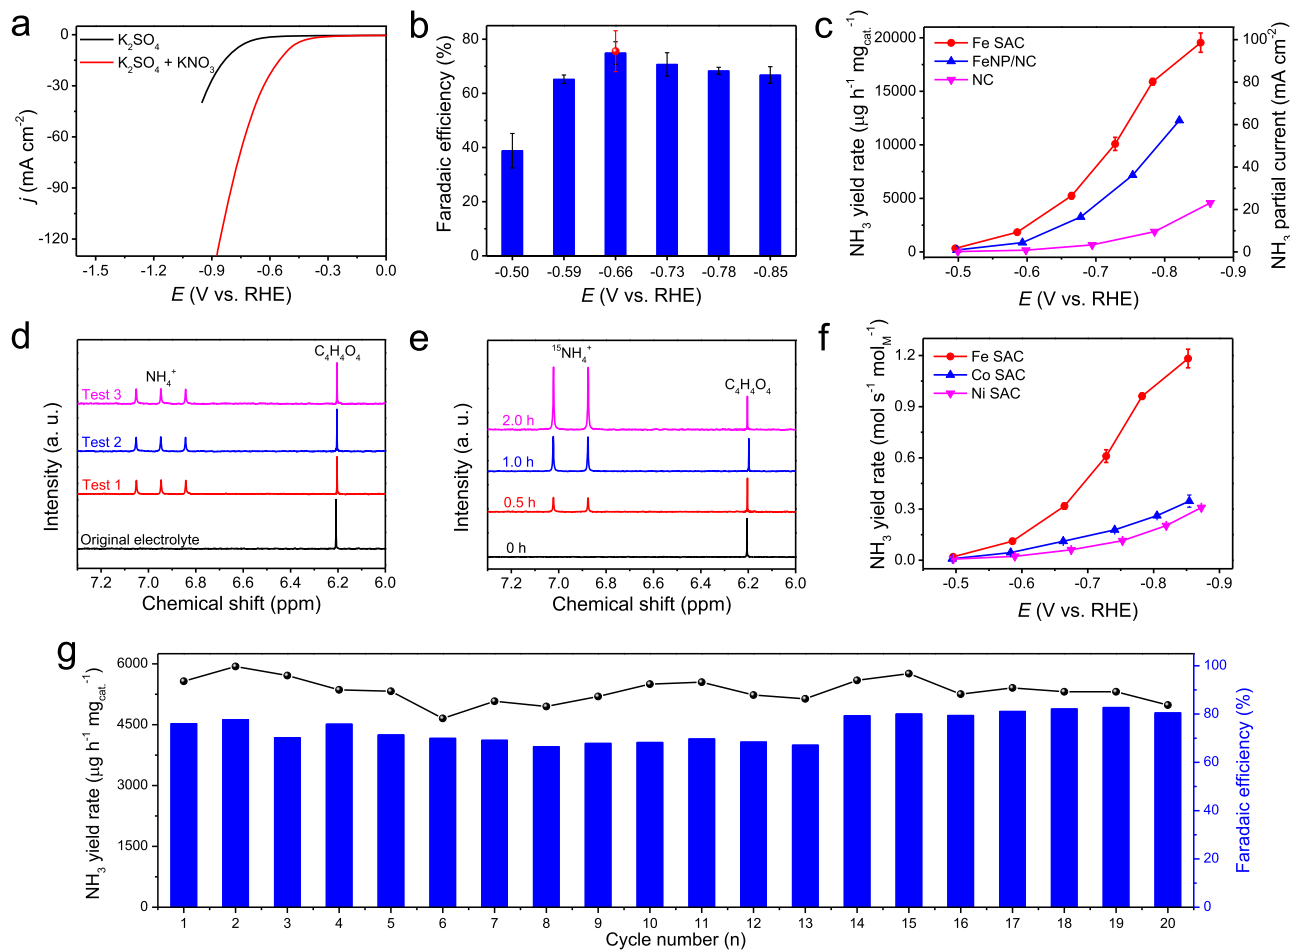 a
K2SO4
K2SO4 + KNO3
0
-30
-60
-90
-120
j (mA cm-2)
-1.5 -1.2 -0.9 -0.6 -0.3 0.0
E (V vs. RHE)
b
Faradaic efficiency (%)
80
60
40
20
0
-0.50 -0.59 -0.66 -0.73 -0.78 -0.85
E (V vs. RHE)
c
Fe SAC
FeNP/NC
NC
NH3 yield rate (μg h-1 mgcat.-1)
20000
17500
15000
12500
10000
5000
2500
0
NH3 partial current (mA cm-2)
100
80
60
40
20
0
-0.5 -0.6 -0.7 -0.8 -0.9
E (V vs. RHE)
d
NH4+
C4H4O4
Test 3
Test 2
Test 1
Original electrolyte
Intensity (a. u.)
7.2 7.0 6.8 6.6 6.4 6.2 6.0
Chemical shift (ppm)
e
15NH4+
C4H4O4
2.0 h
1.0 h
0.5 h
0 h
Intensity (a. u.)
7.2 7.0 6.8 6.6 6.4 6.2 6.0
Chemical shift (ppm)
f
Fe SAC
Co SAC
Ni SAC
NH3 yield rate (mol s-1 molM-1)
1.2
0.9
0.6
0.3
0.0
-0.5 -0.6 -0.7 -0.8 -0.9
E (V vs. RHE)
g
NH3 yield rate (μg h-1 mgcat.-1)
6000
4500
3000
1500
0
Faradaic efficiency (%)
100
80
60
40
20
0
1 2 3 4 5 6 7 8 9 10 11 12 13 14 15 16 17 18 19 20
Cycle number (n)